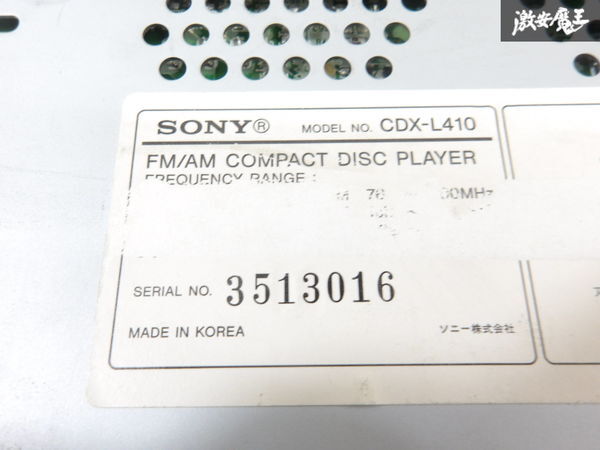 激安魔王
SONY® MODEL NO. CDX-L410
FM/AM COMPACT DISC PLAYER
FREQUENCY RANGE :
SERIAL NO. 3513016
MADE IN KOREA
ソニー株式会社